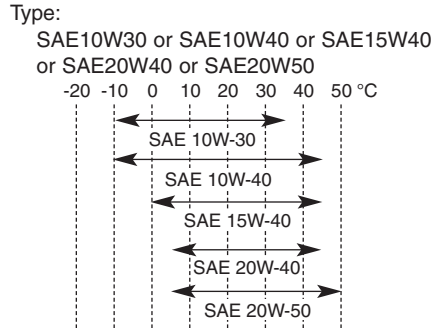 Type:
SAE10W30 or SAE10W40 or SAE15W40
or SAE20W40 or SAE20W50
-20 -10 0 10 20 30 40 50 °C
SAE 10W-30
SAE 10W-40
SAE 15W-40
SAE 20W-40
SAE 20W-50